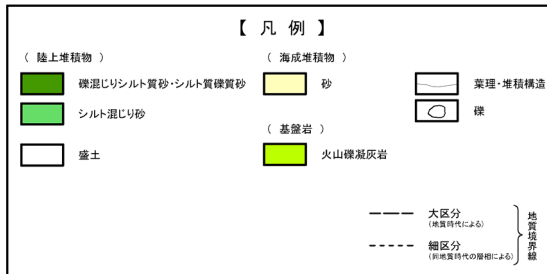 【 凡 例 】
（ 陸上堆積物 ）
礫混じりシルト質砂・シルト質礫質砂
シルト混じり砂
盛土
（ 海成堆積物 ）
砂
（ 基盤岩 ）
火山礫凝灰岩
葉理・堆積構造
礫
大区分
（地質時代による）
細区分
（同地質時代の層相による）
地質境界線